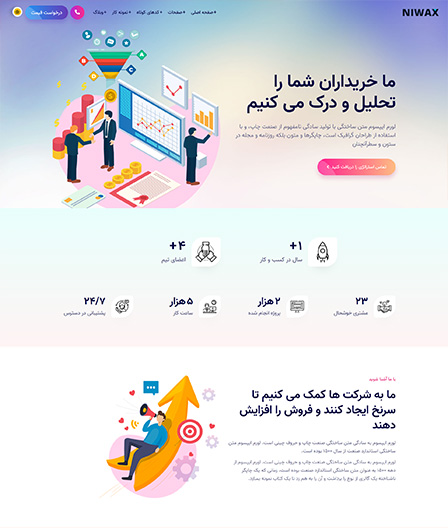 NIWAX
صفحه اصلی
صفحات
کدهای کوتاه
نمونه کار
وبلاگ
درخواست قیمت
A
B
C
D
ما خریداران شما را
تحلیل و درک می کنیم
لورم ایپسوم متن ساختگی با تولید سادگی نامفهوم از صنعت چاپ، و با
استفاده از طراحان گرافیک است، چاپگرها و متون بلکه روزنامه و مجله در
ستون و سطرآنچنان
+۱
سال در کسب و کار
+۴
اعضای تیم
۲۳
مشتری خوشحال
۲ هزار
پروژه انجام شده
۵ هزار
ساعت کار
۲۴/۷
پشتیبانی در دسترس
با ما آشنا شوید
ما به شرکت ها کمک می کنیم تا
سرنخ ایجاد کنند و فروش را افزایش
دهند
لورم ایپسوم به سادگی متن ساختگی صنعت چاپ و حروف چینی است. لورم ایپسوم متن
ساختگی استاندارد صنعت از سال ۱۵۰۰ بوده است.
لورم ایپسوم به سادگی متن ساختگی صنعت چاپ و حروف چینی است. لورم ایپسوم از
دهه ۱۵۰۰ به عنوان متن ساختگی استاندارد صنعت بوده است، زمانی که یک چاپگر
ناشناخته یک گالری از نوع را برداشت و آن را به هم زد تا یک کتاب نمونه بسازد.